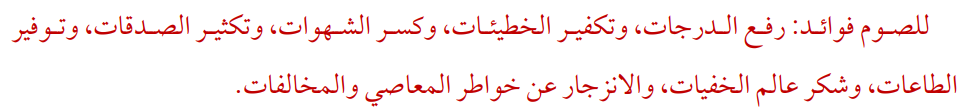 للصوم فوائد: رفع الدرجات، وتكفير الخطيئات، وكسر الشهوات، وتكثير الصدقات، وتوفير
الطاعات، وشكر عالم الخفيات، والانزجار عن خواطر المعاصي والمخالفات.